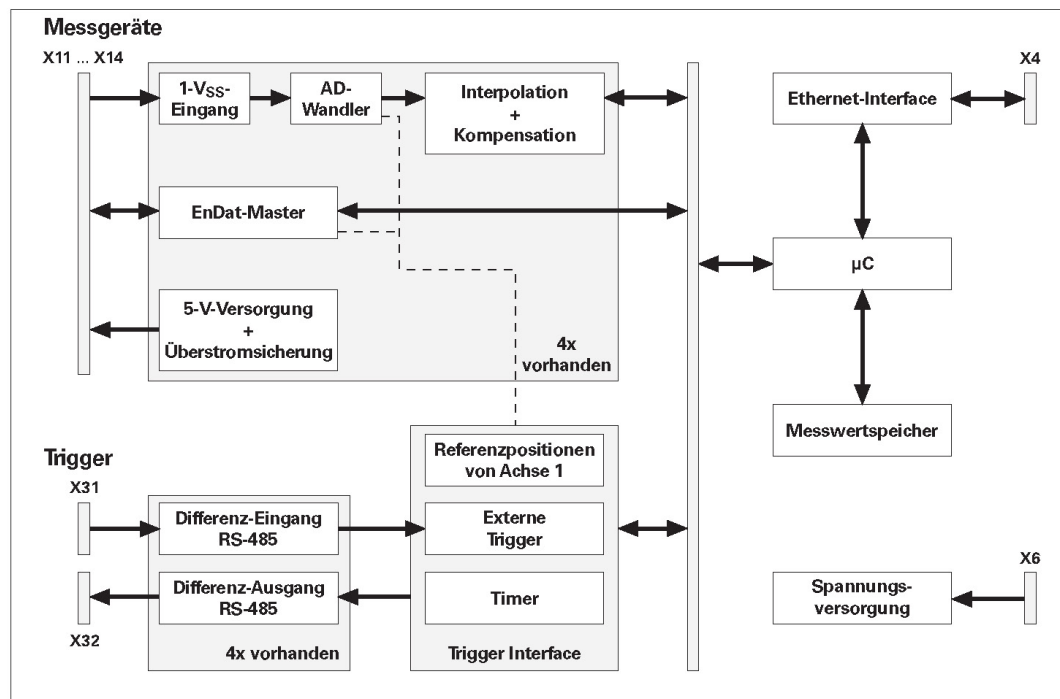 Messgeräte
X11 ... X14
1-VSS-
Eingang
AD-
Wandler
Interpolation
+
Kompensation
EnDat-Master
5-V-Versorgung
+
Überstromsicherung
4x
vorhanden
X4
Ethernet-Interface
µC
Messwertspeicher
Trigger
X31
Differenz-Eingang
RS-485
Differenz-Ausgang
RS-485
X32
4x vorhanden
Referenzpositionen
von Achse 1
Externe
Trigger
Timer
Trigger Interface
X6
Spannungs-
versorgung